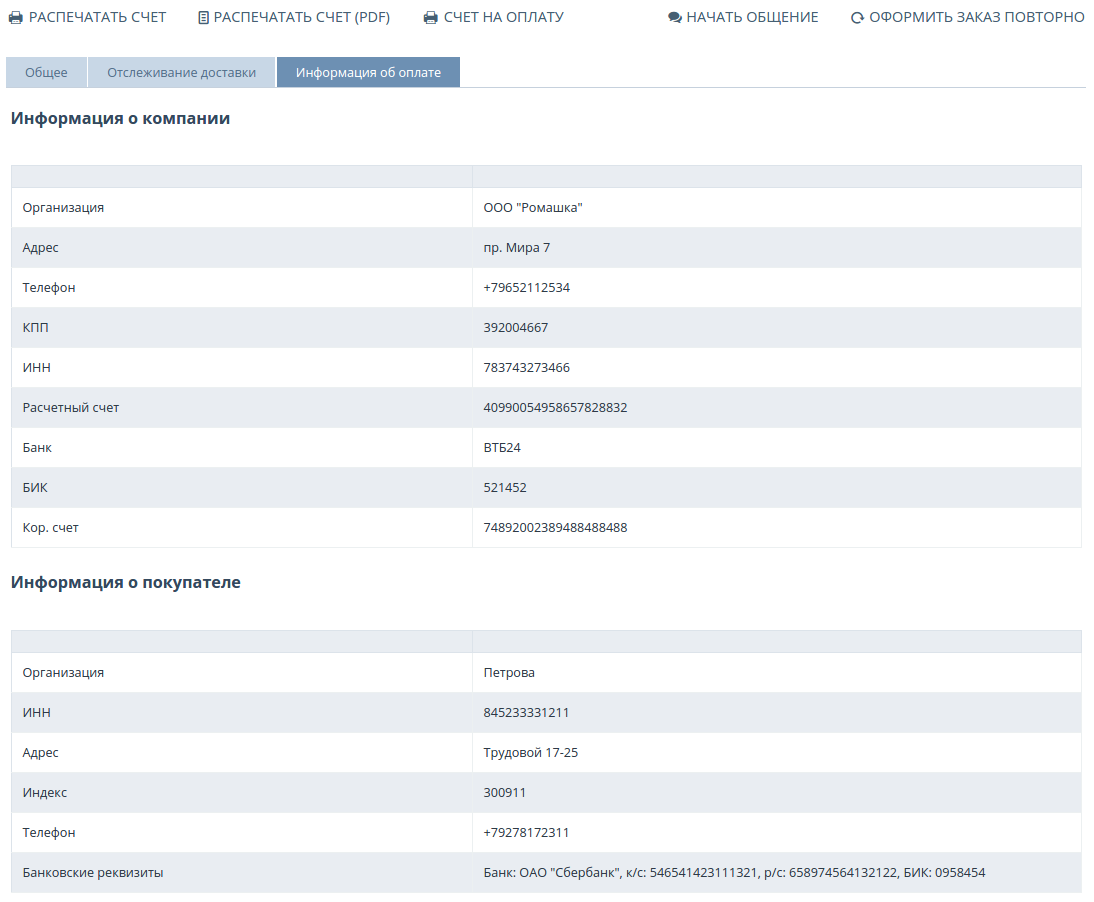 РАСПЕЧАТАТЬ СЧЕТ РАСПЕЧАТАТЬ СЧЕТ (PDF) СЧЕТ НА ОПЛАТУ НАЧАТЬ ОБЩЕНИЕ ОФОРМИТЬ ЗАКАЗ ПОВТОРНО
Общее Отслеживание доставки Информация об оплате
Информация о компании
Организация ООО "Ромашка"
Адрес пр. Мира 7
Телефон +79652112534
КПП 392004667
ИНН 783743273466
Расчетный счет 40990054958657828832
Банк ВТБ24
БИК 521452
Кор. счет 74892002389488488488
Информация о покупателе
Организация Петрова
ИНН 845233331211
Адрес Трудовой 17-25
Индекс 300911
Телефон +79278172311
Банковские реквизиты Банк: ОАО "Сбербанк", к/с: 546541423111321, р/с: 658974564132122, БИК: 0958454